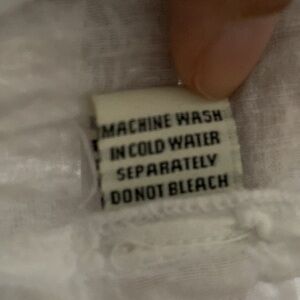 MACHINE WASH
IN COLD WATER
SEPARATELY
DO NOT BLEACH